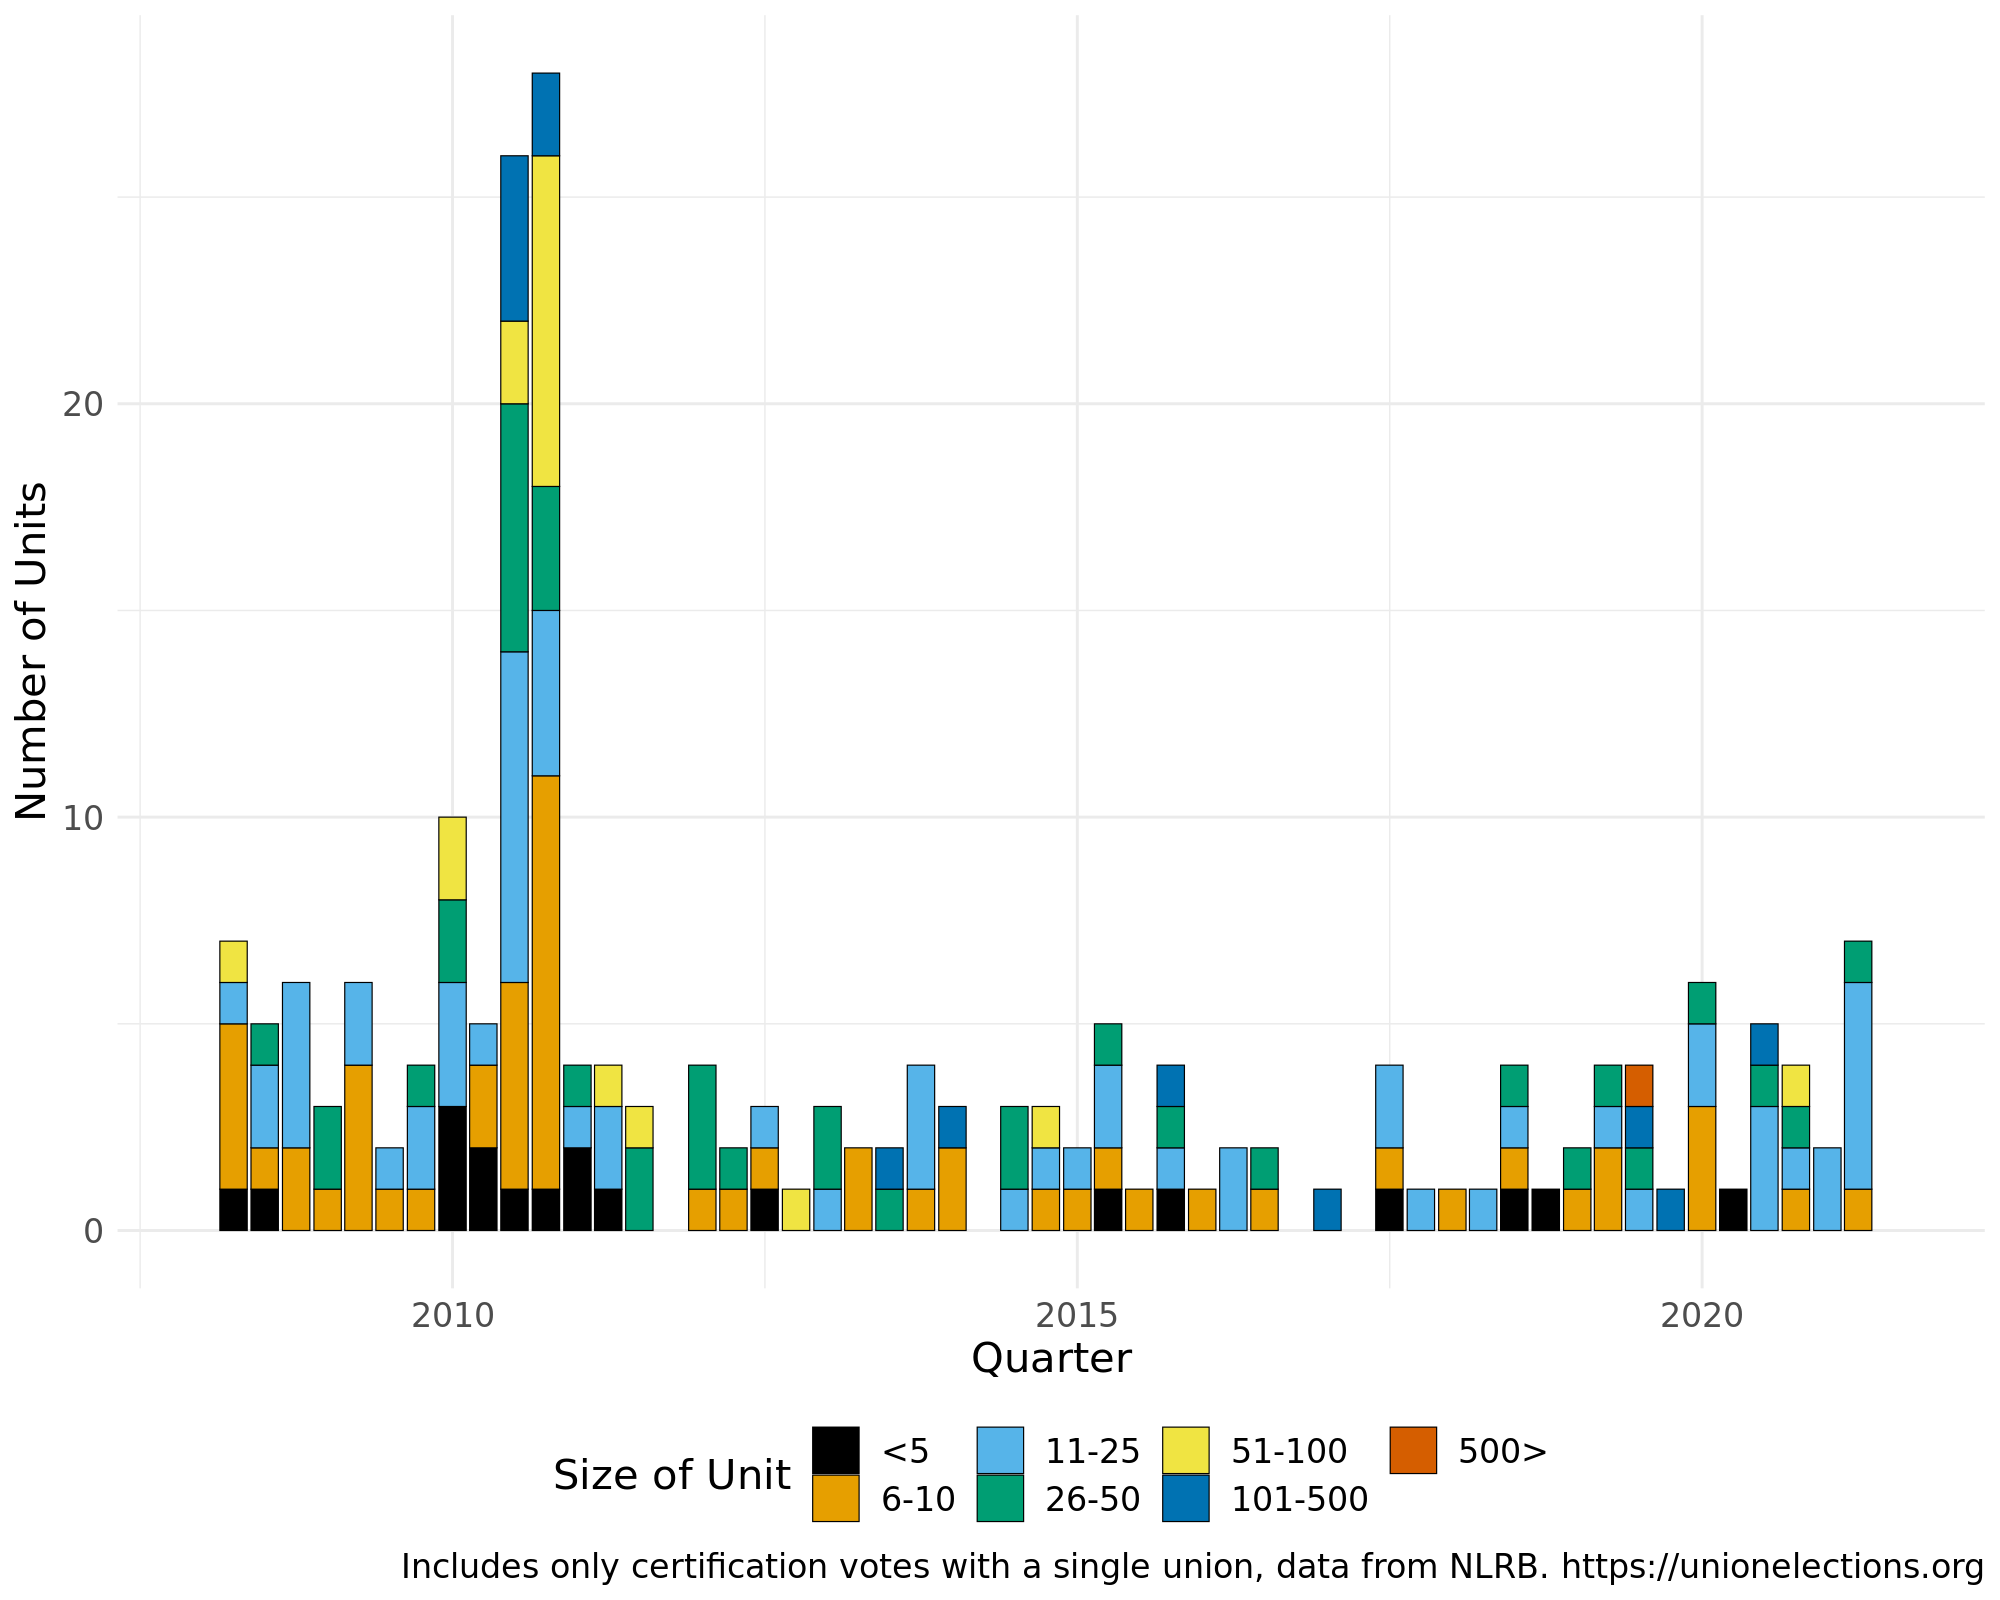 20
10
0
Number of Units
2010 2015 2020
Quarter
Size of Unit
<5 11-25 51-100 500>
6-10 26-50 101-500
Includes only certification votes with a single union, data from NLRB. https://unionelections.org